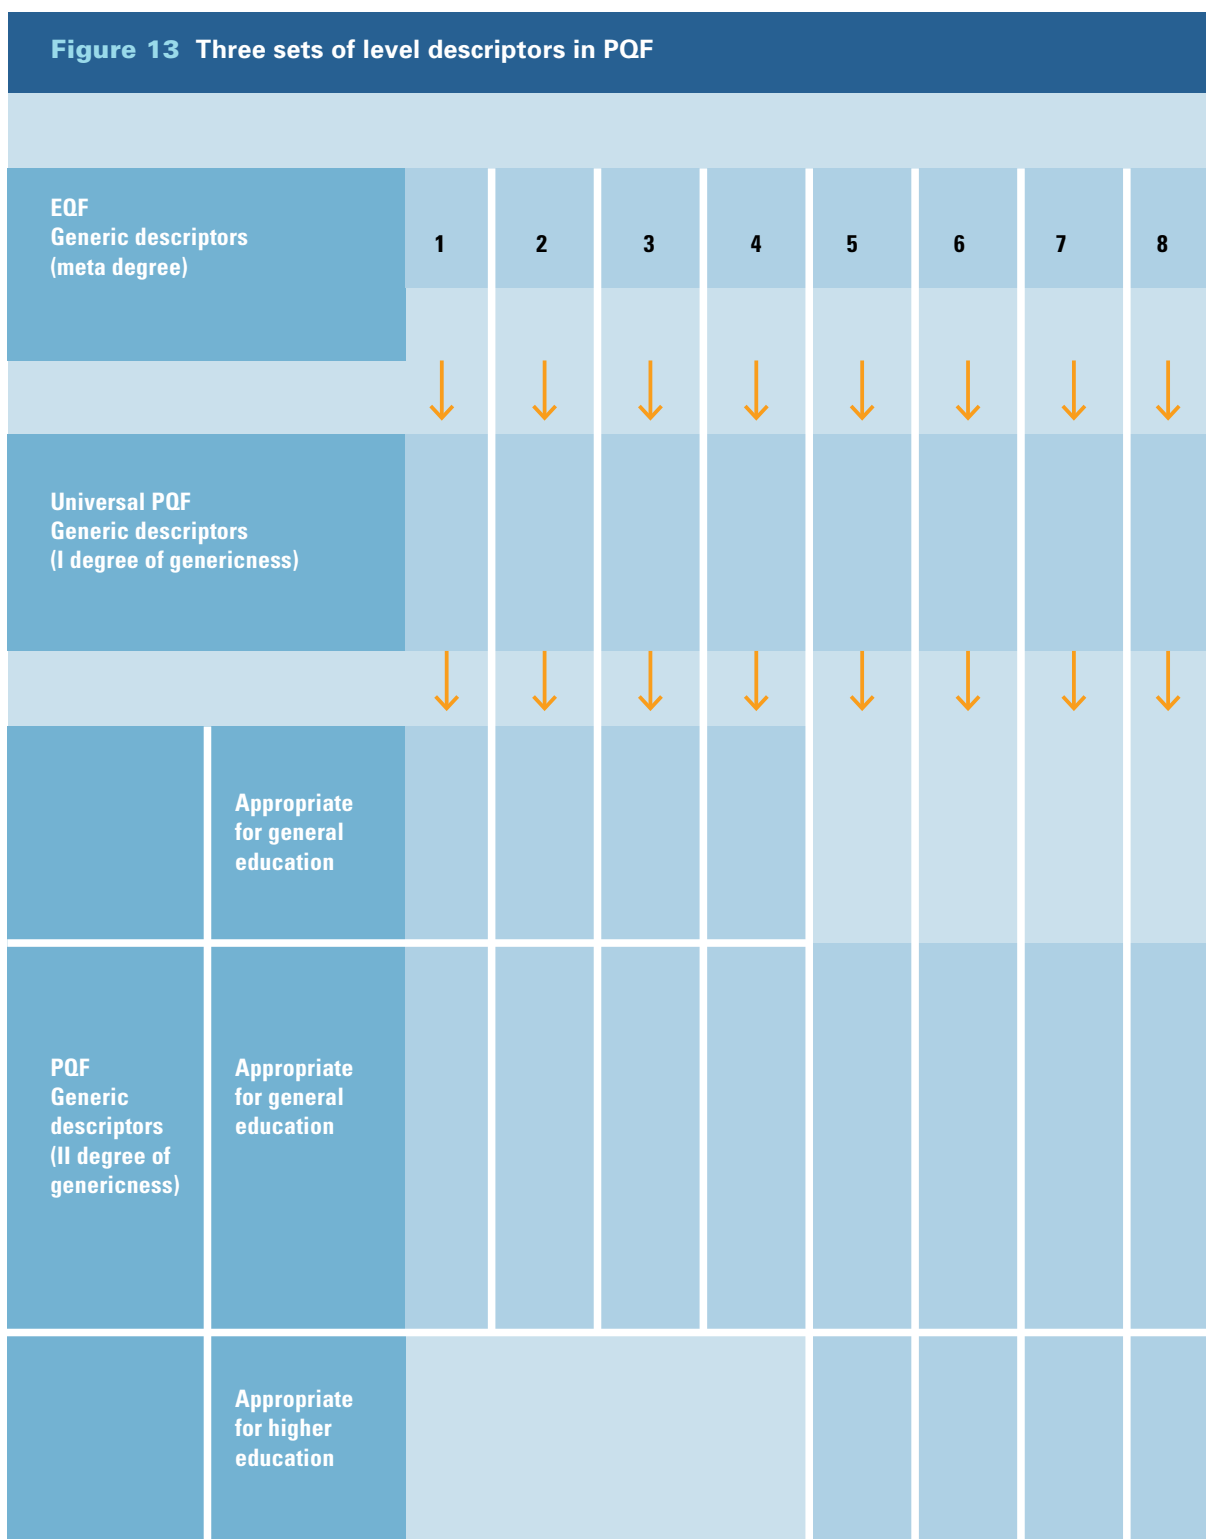 Figure 13 Three sets of level descriptors in PQF
EQF
Generic descriptors
(meta degree)
1 2 3 4 5 6 7 8
Universal PQF
Generic descriptors
(I degree of genericness)
Appropriate
for general
education
PQF
Generic
descriptors
(II degree of
genericness)
Appropriate
for general
education
Appropriate
for higher
education